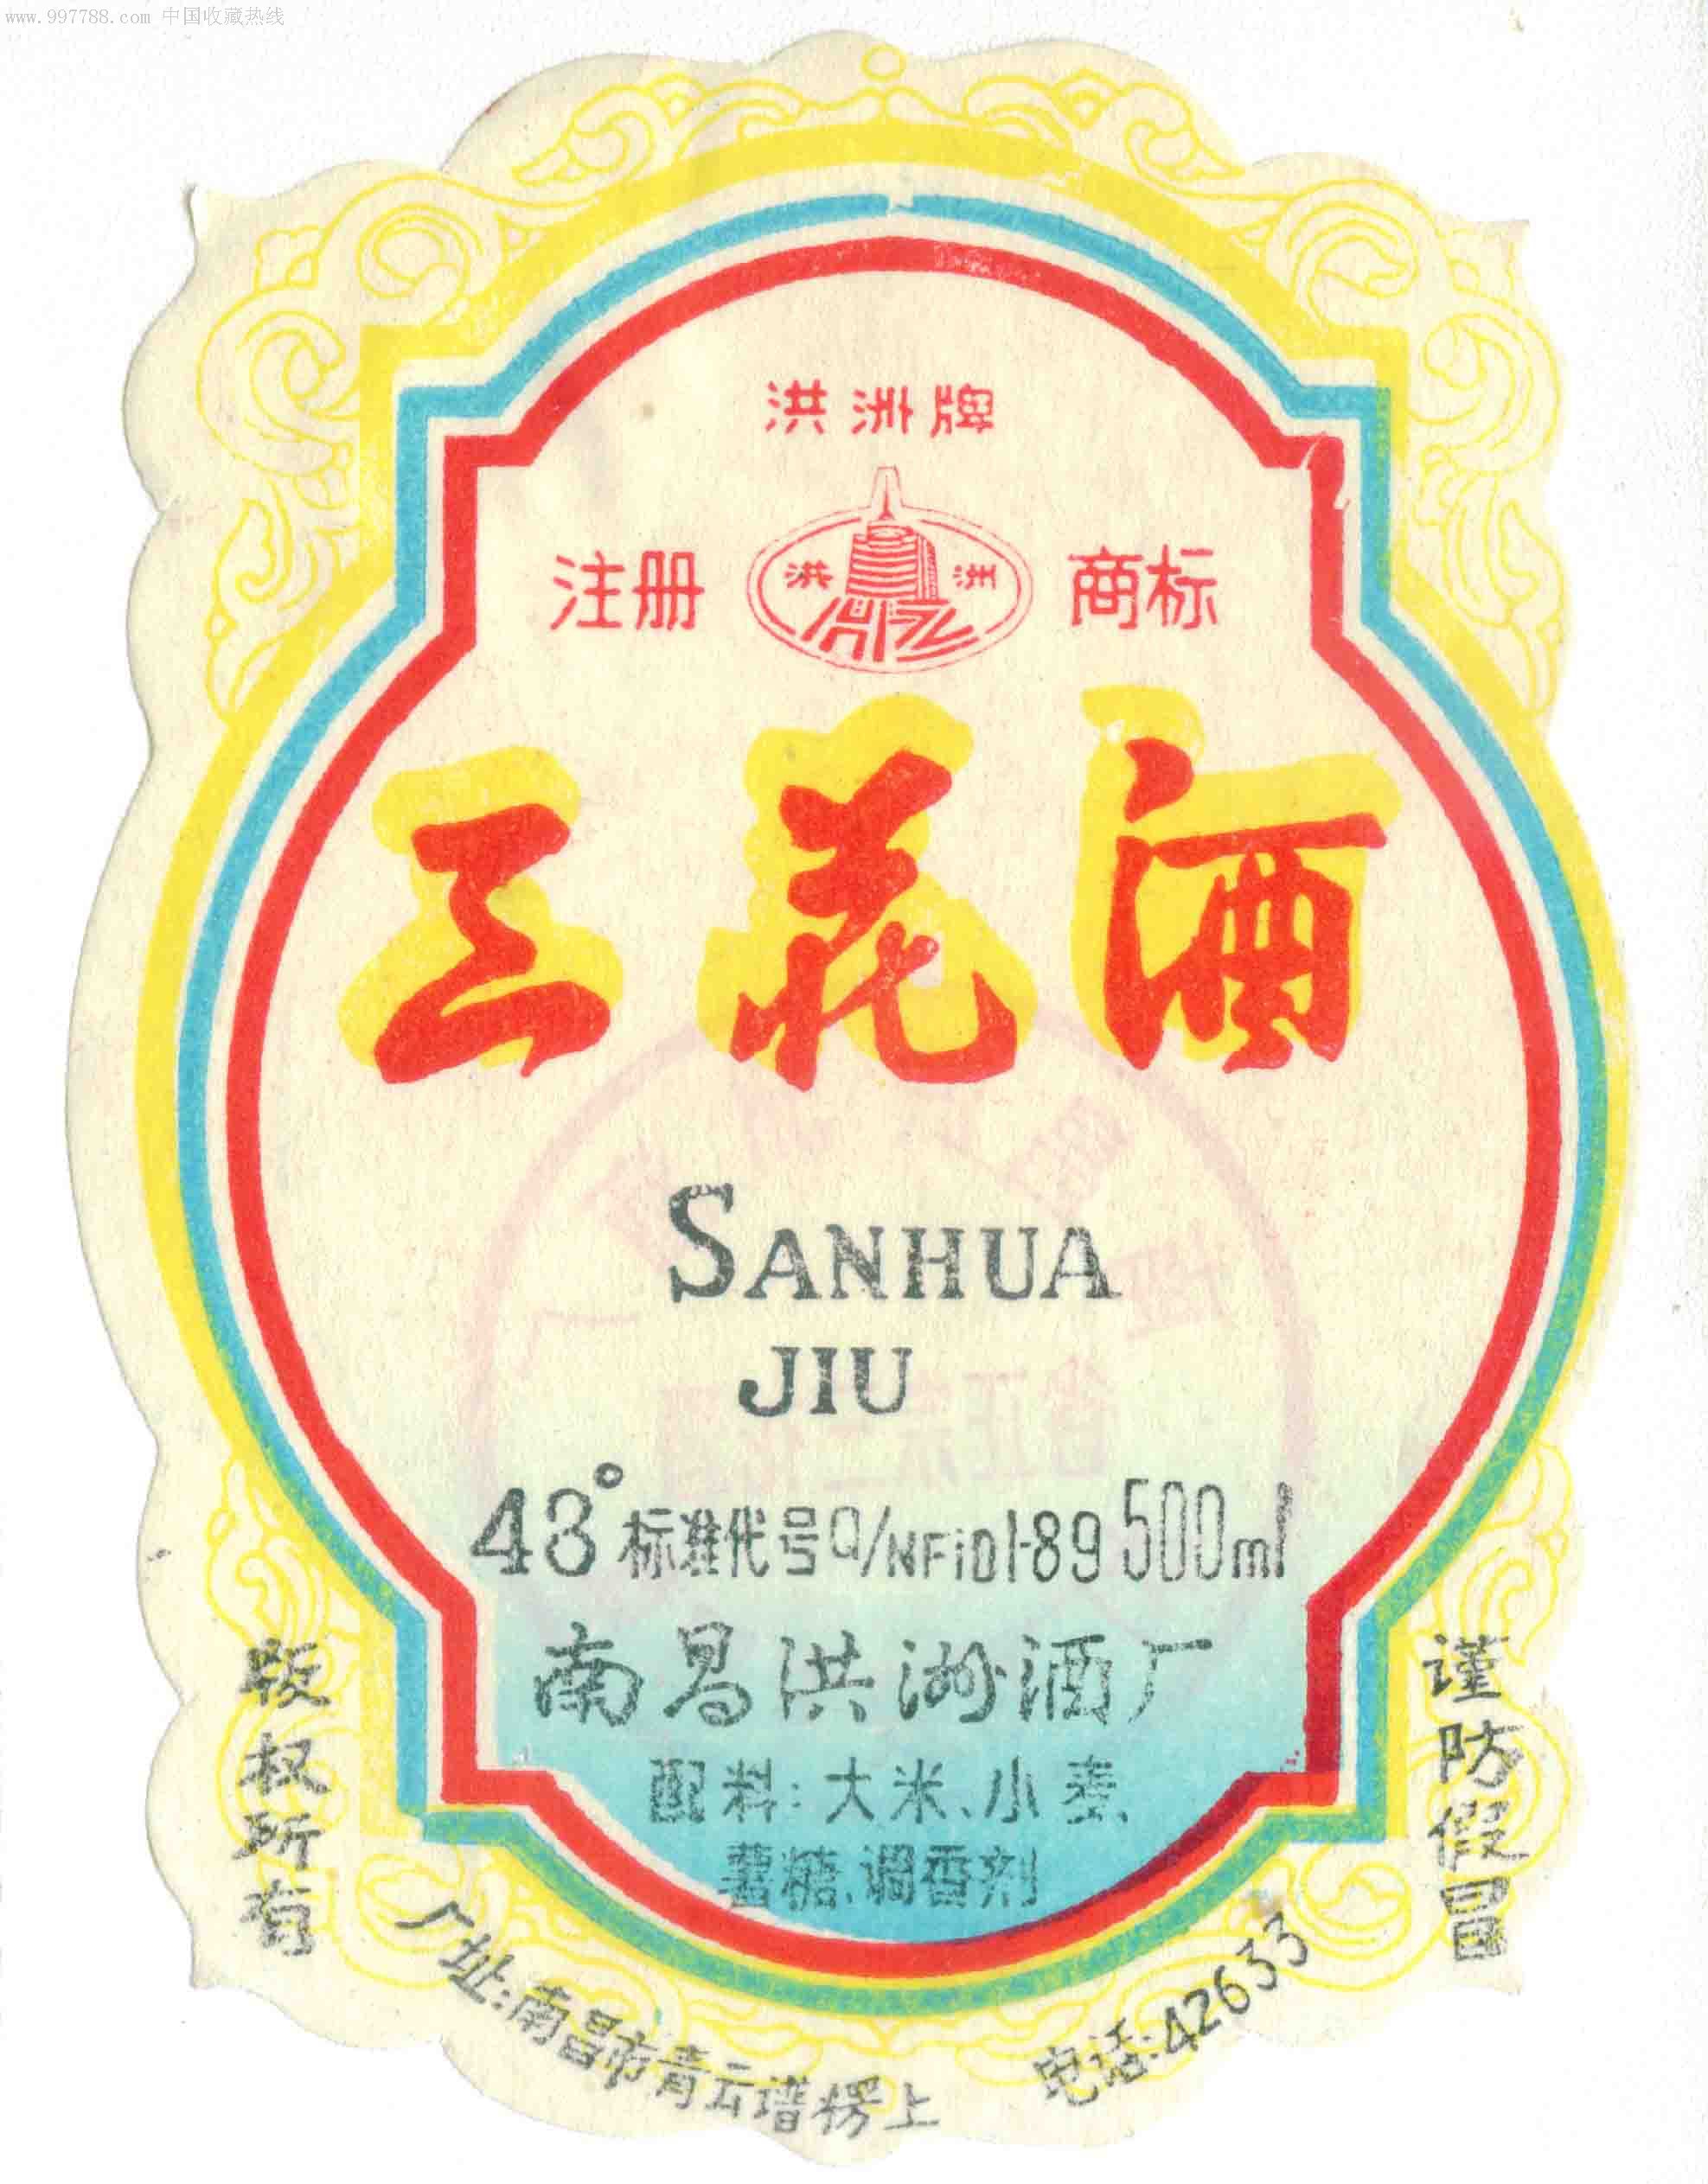 www.997788.com 中国收藏热线
洪洲牌
注册 洪洲 商标
三花酒
SANHUA
JIU
43° 标准代号Q/NFJ01-89 500ml
南昌洪洲酒厂
配料:大米、小麦、
薯糖、调香剂
版权所有
谨防假冒
厂址:南昌市青云谱楞上
电话:42633